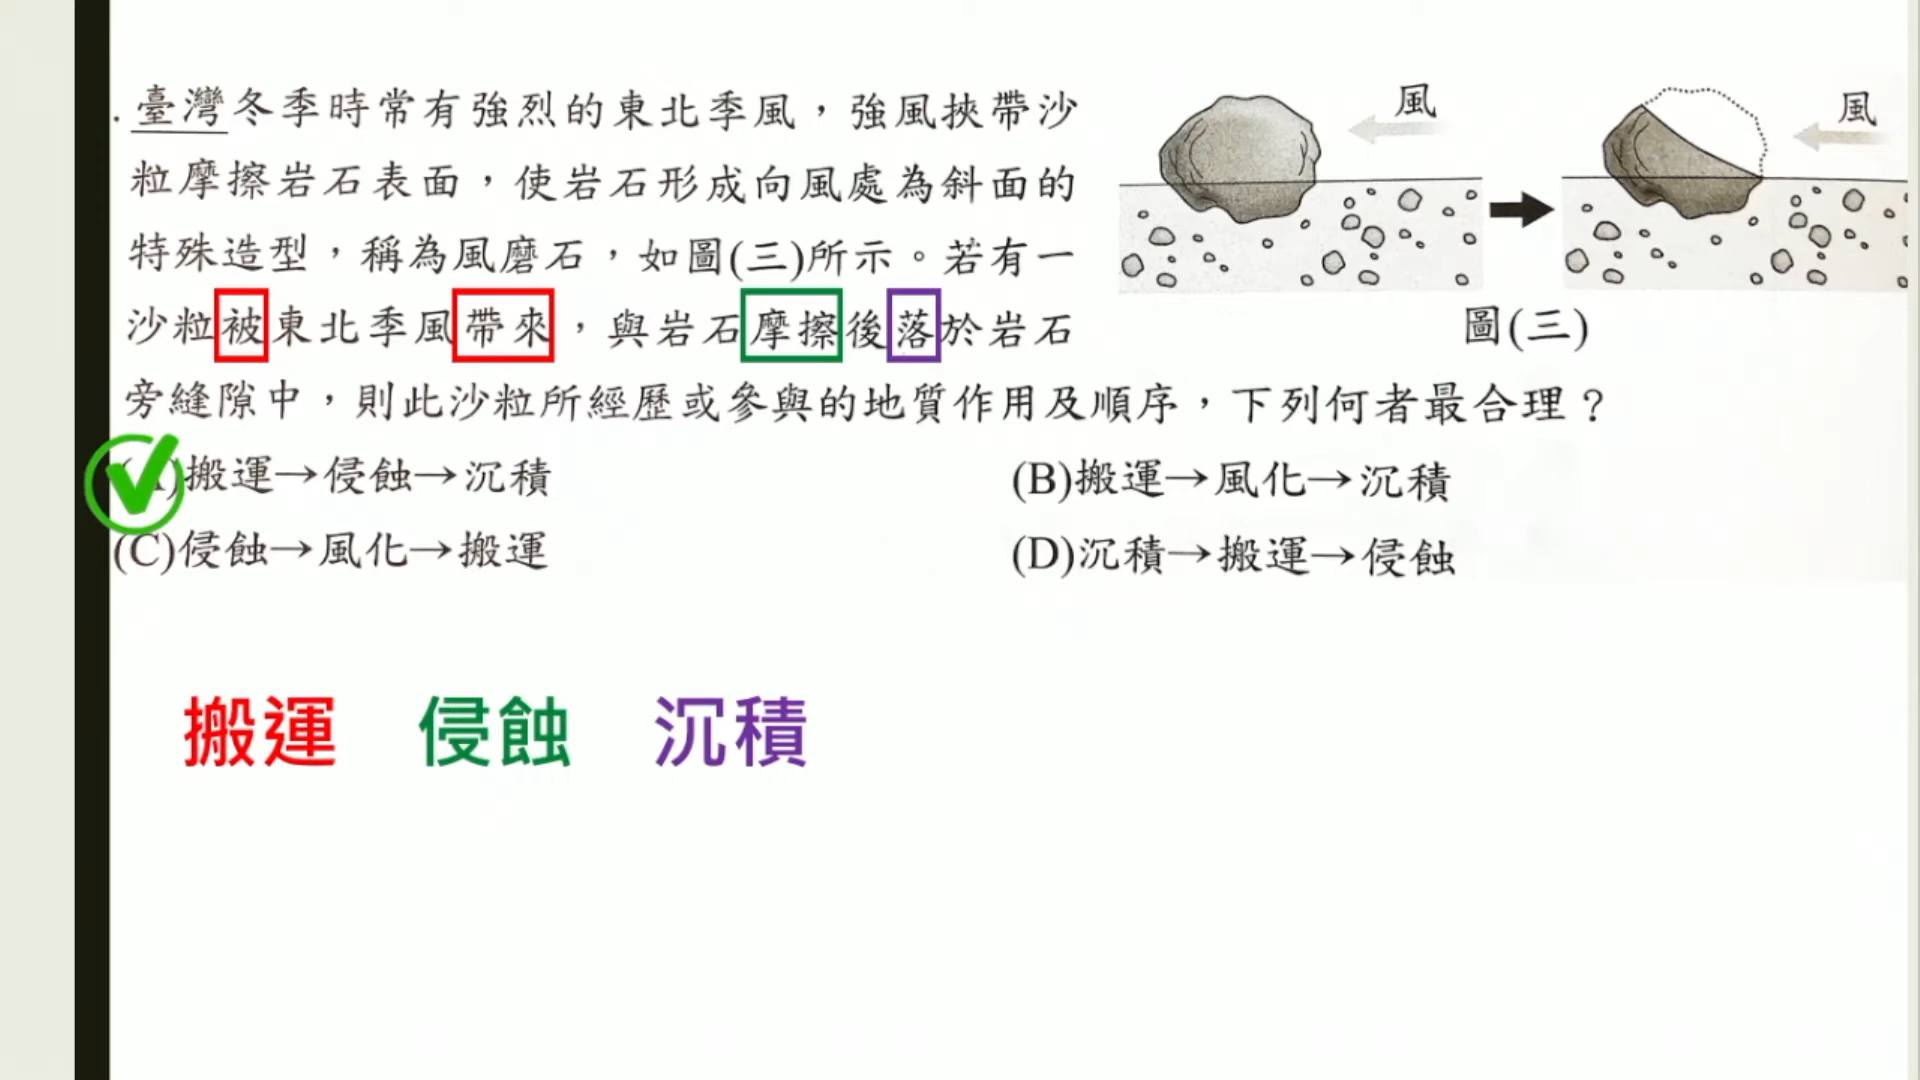 臺灣冬季時常有強烈的東北季風，強風挾帶沙
粒摩擦岩石表面，使岩石形成向風處為斜面的
特殊造型，稱為風磨石，如圖(三)所示。若有一
沙粒被東北季風帶來，與岩石摩擦後落於岩石
旁縫隙中，則此沙粒所經歷或參與的地質作用及順序，下列何者最合理？
風
風
圖(三)
搬運→侵蝕→沉積
(B)搬運→風化→沉積
(C)侵蝕→風化→搬運
(D)沉積→搬運→侵蝕
搬運 侵蝕 沉積